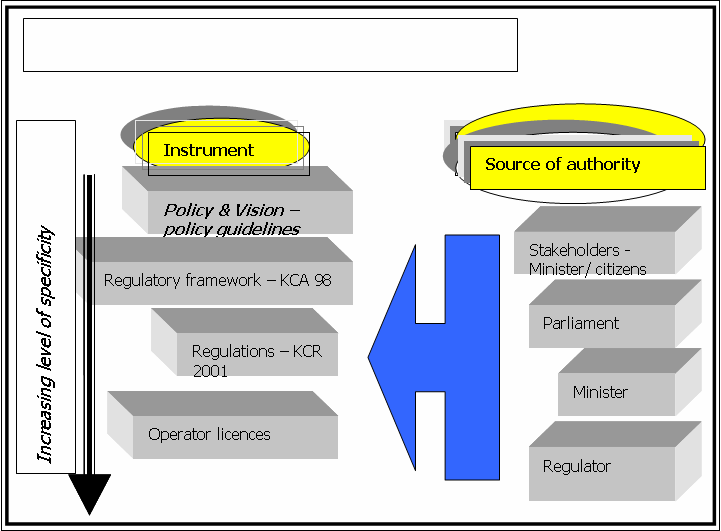 Instrument
Source of authority
Policy & Vision –
policy guidelines
Stakeholders -
Minister/ citizens
Regulatory framework – KCA 98
Parliament
Regulations – KCR
2001
Minister
Operator licences
Regulator
Increasing level of specificity